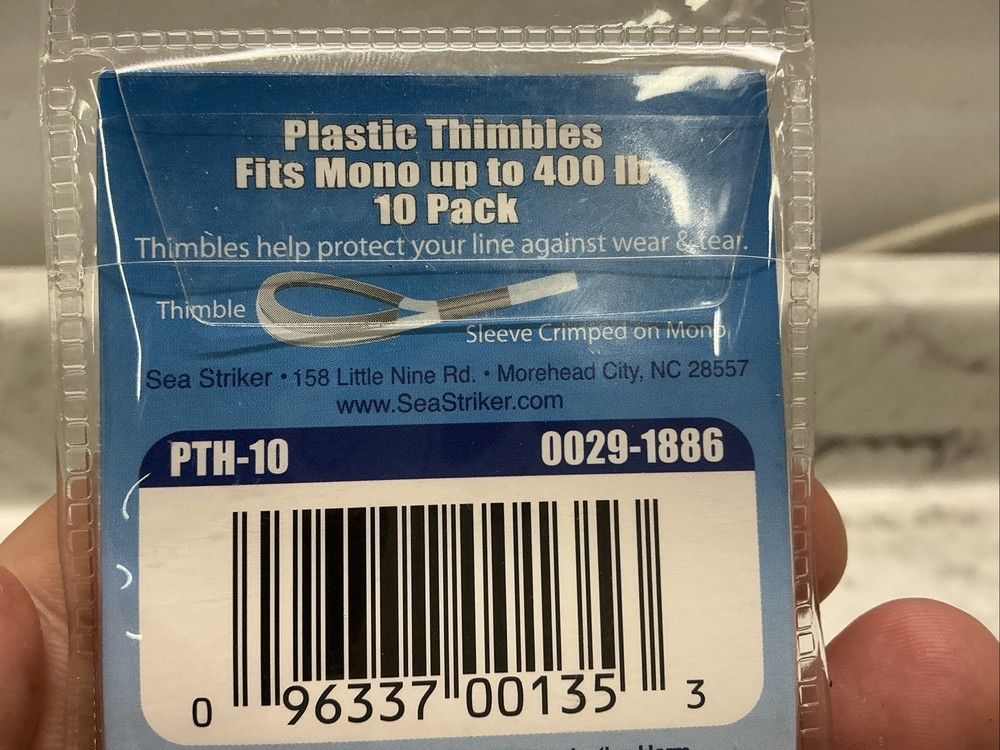 Plastic Thimbles
Fits Mono up to 400 lb
10 Pack
Thimbles help protect your line against wear & tear.
Thimble
Sleeve Crimped on Mono
Sea Striker • 158 Little Nine Rd. • Morehead City, NC 28557
www.SeaStriker.com
PTH-10 0029-1886
0 96337 00135 3